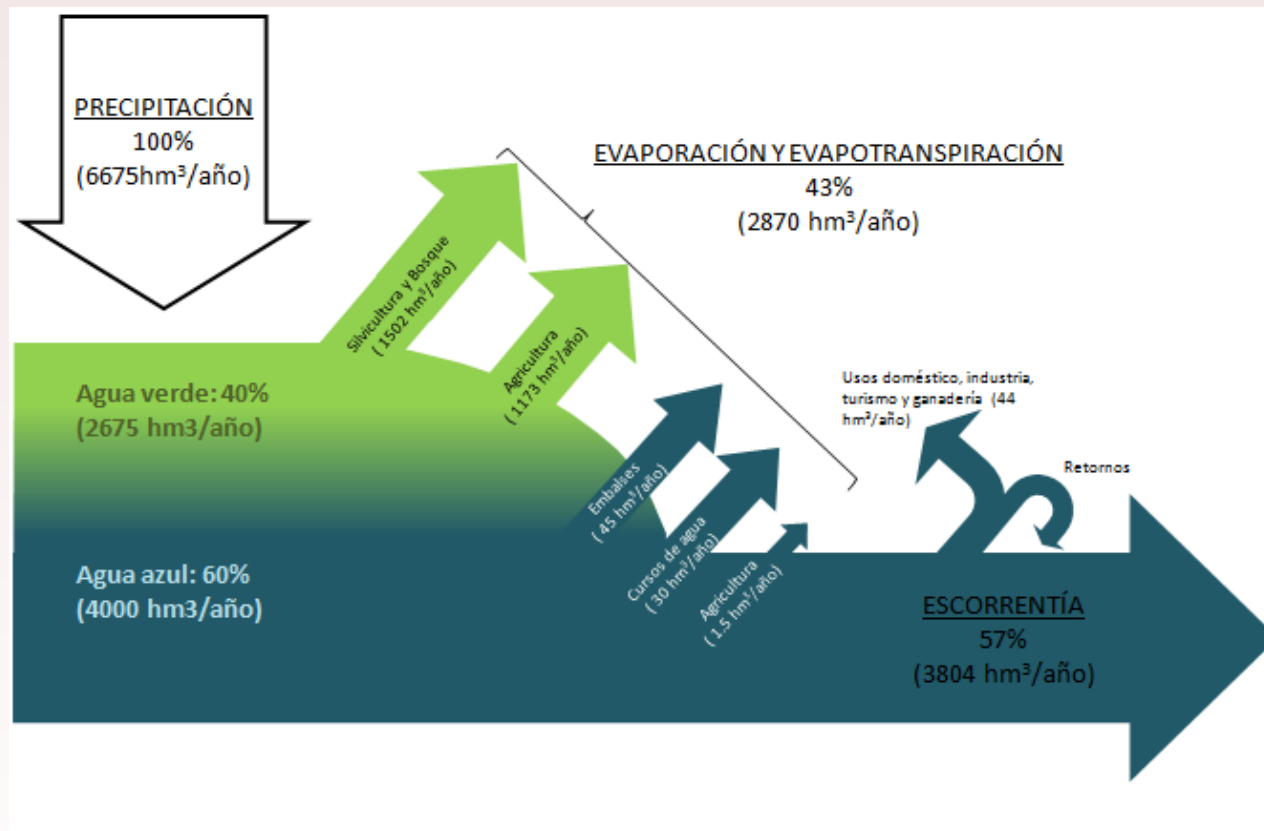 PRECIPITACIÓN
100%
(6675hm³/año)
EVAPORACIÓN Y EVAPOTRANSPIRACIÓN
43%
(2870 hm³/año)
Silvicultura y Bosque
( 1502 hm³/año)
Agricultura
( 1173 hm³/año)
Agua verde: 40%
(2675 hm3/año)
Embalses
( 45 hm³/año)
Cursos de agua
( 30 hm³/año)
Agricultura
( 1.5 hm³/año)
Usos doméstico, industria,
turismo y ganadería (44
hm³/año)
Retornos
Agua azul: 60%
(4000 hm3/año)
ESCORRENTÍA
57%
(3804 hm³/año)